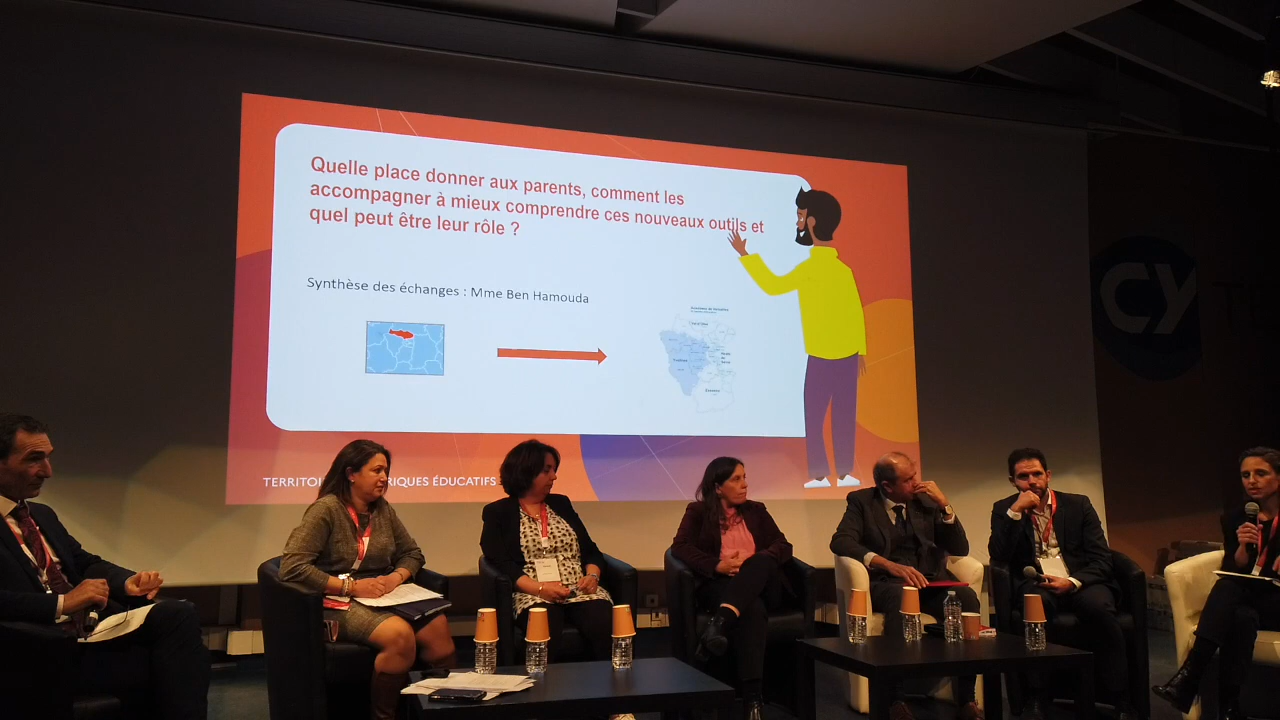 Quelle place donner aux parents, comment les
accompagner à mieux comprendre ces nouveaux outils et
quel peut être leur rôle ?
Synthèse des échanges : Mme Ben Hamouda
TERRITOI RIQUES ÉDUCATIFS
CY